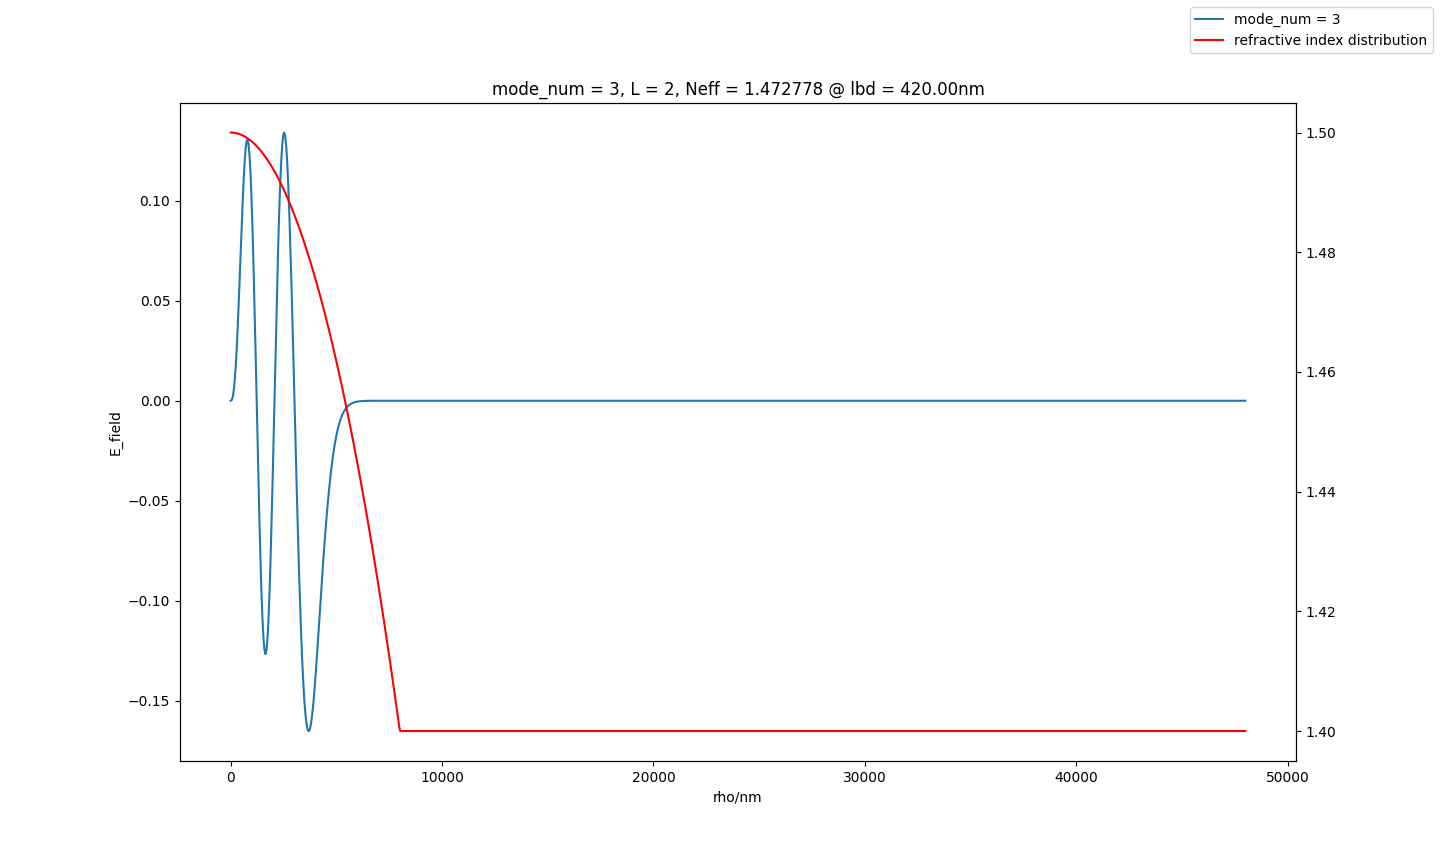 mode_num = 3
refractive index distribution
mode_num = 3, L = 2, Neff = 1.472778 @ lbd = 420.00nm
0.10
0.05
0.00
−0.05
−0.10
−0.15
E_field
1.50
1.48
1.46
1.44
1.42
1.40
0 10000 20000 30000 40000 50000
rho/nm